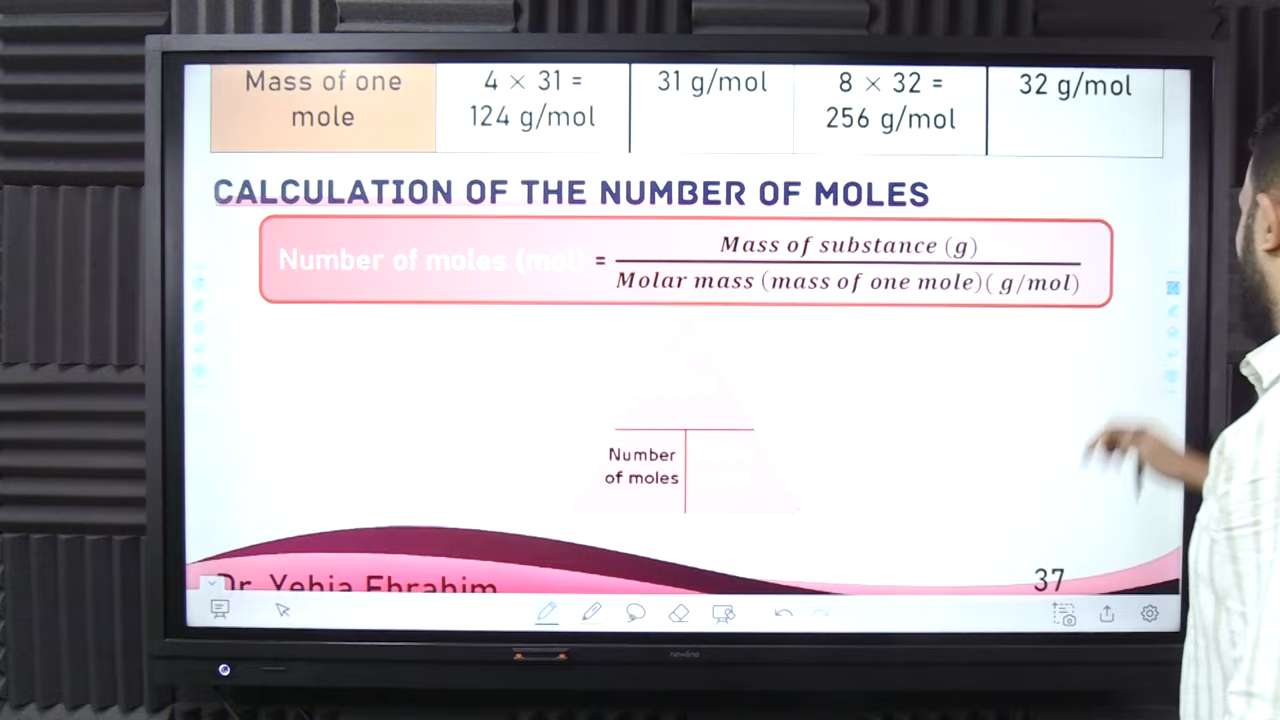 Mass of one mole
4 × 31 = 124 g/mol
31 g/mol
8 × 32 = 256 g/mol
32 g/mol
CALCULATION OF THE NUMBER OF MOLES
Number of moles (mol) = Mass of substance (g) / Molar mass (mass of one mole)( g/mol)
Number
of moles
Dr. Yehia Ebrahim
37
newline